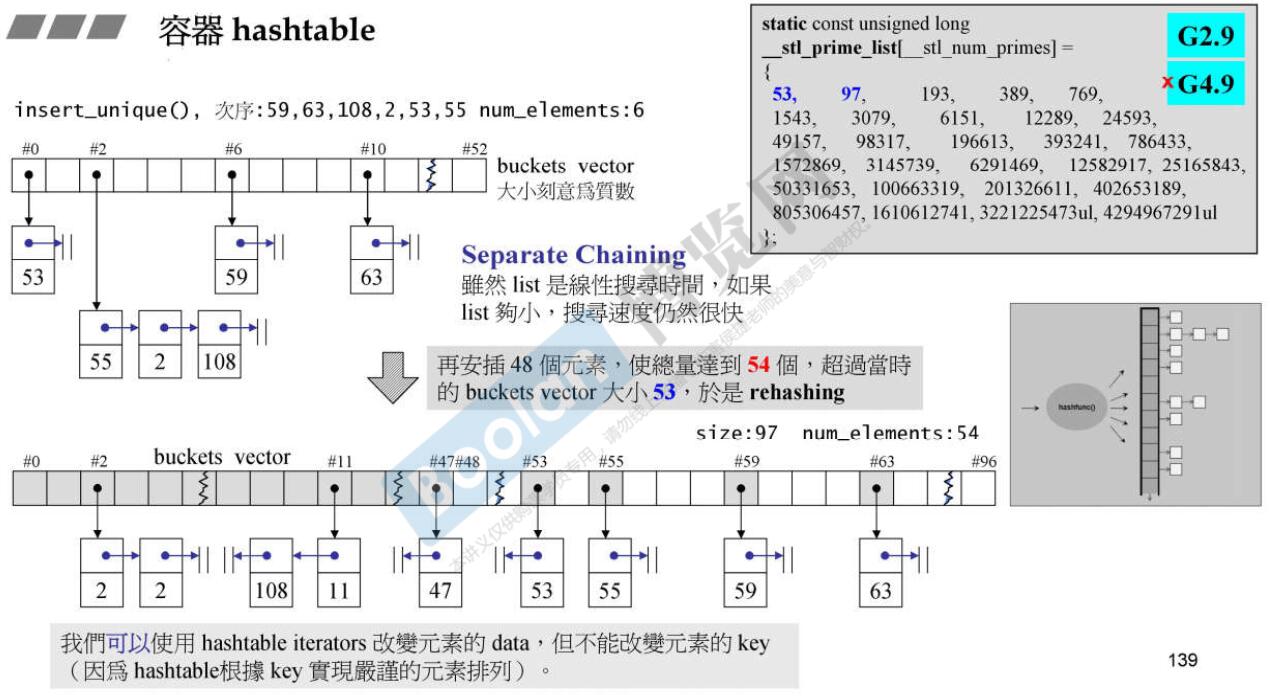 容器 hashtable
static const unsigned long
__stl_prime_list[__stl_num_primes] =
{
53, 97, 193, 389, 769,
1543, 3079, 6151, 12289, 24593,
49157, 98317, 196613, 393241, 786433,
1572869, 3145739, 6291469, 12582917, 25165843,
50331653, 100663319, 201326611, 402653189,
805306457, 1610612741, 3221225473ul, 4294967291ul
};
G2.9
x G4.9
insert_unique(), 次序:59,63,108,2,53,55 num_elements:6
#0 #2 #6 #10 #52
buckets vector
大小刻意爲質數
53 59 63
55 2 108
Separate Chaining
雖然 list 是線性搜尋時間，如果
list 夠小，搜尋速度仍然很快
再安插 48 個元素，使總量達到 54 個，超過當時
的 buckets vector 大小 53，於是 rehashing
hashfunc()
size:97 num_elements:54
buckets vector
#0 #2 #11 #47 #48 #53 #55 #59 #63 #96
2 2 108 11 47 53 55 59 63
我們可以使用 hashtable iterators 改變元素的 data，但不能改變元素的 key
（因爲 hashtable根據 key 實現嚴謹的元素排列）。
139
Boolan
博览网